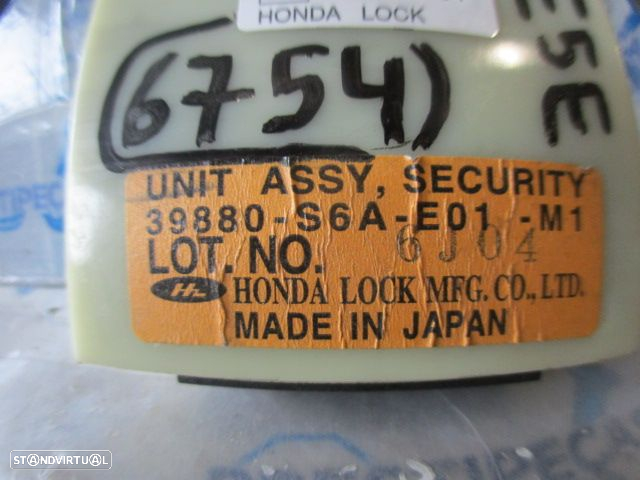 HONDA LOCK
E5E
6754)
UNIT ASSY, SECURITY
39880-S6A-E01 -M1
LOT. NO. 6J04
HL HONDA LOCK MFG. CO., LTD.
MADE IN JAPAN
STANDVIRTUAL